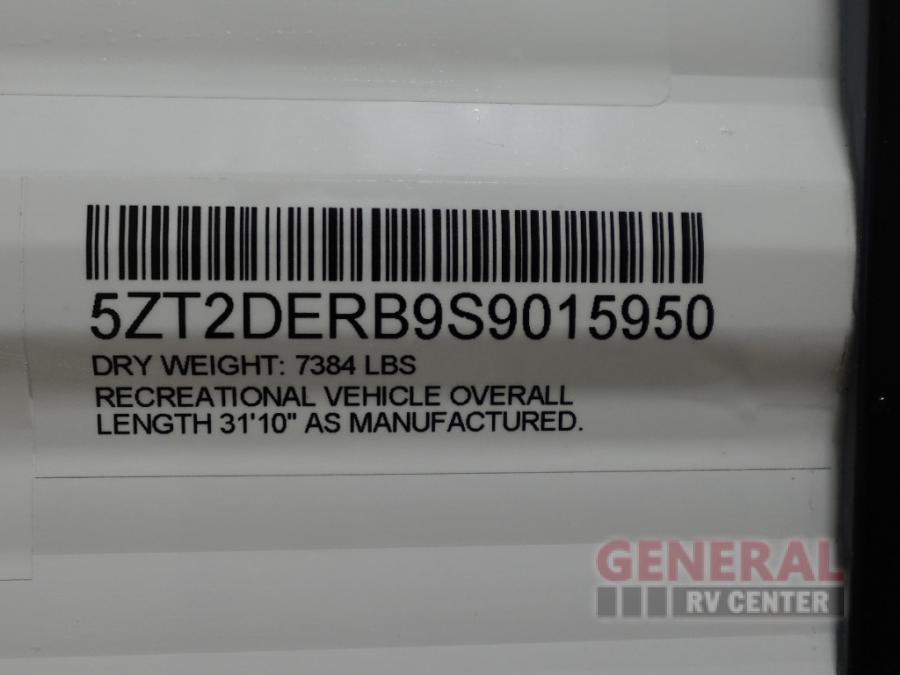 5ZT2DERB9S9015950
DRY WEIGHT: 7384 LBS
RECREATIONAL VEHICLE OVERALL
LENGTH 31'10" AS MANUFACTURED.
GENERAL
RV CENTER